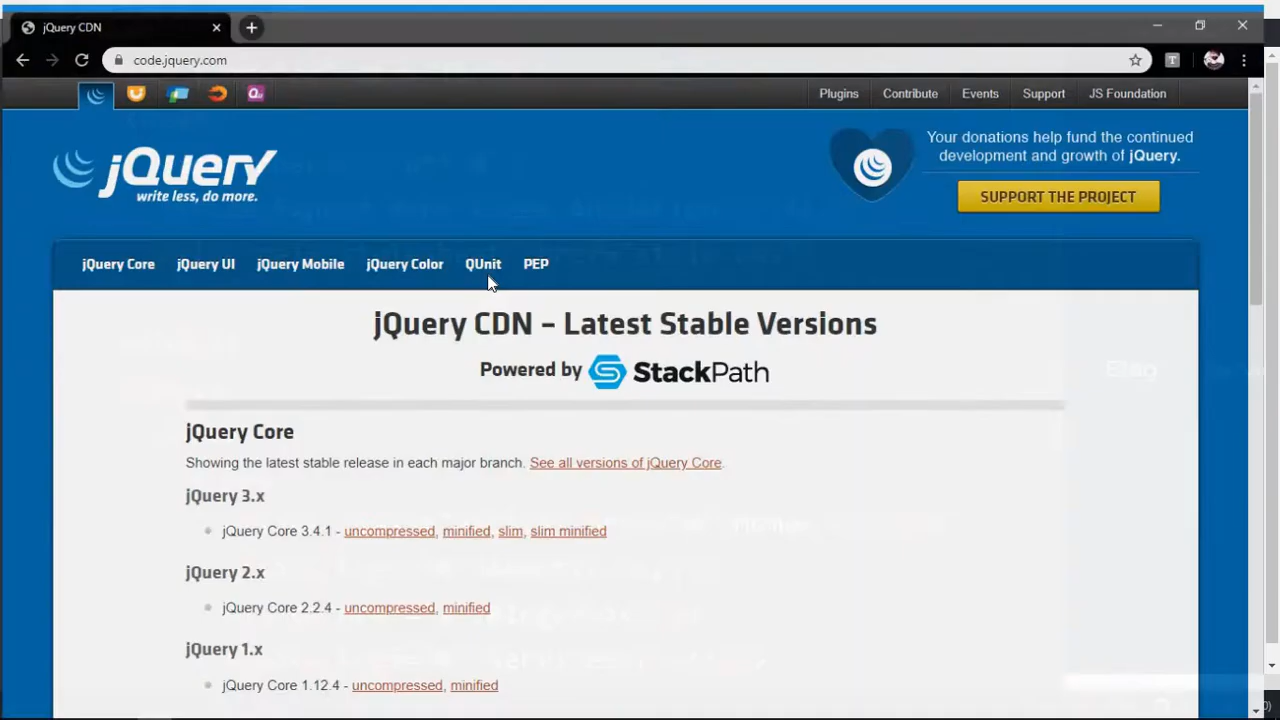 jQuery CDN
code.jquery.com
Plugins Contribute Events Support JS Foundation
jQuery
write less, do more.
Your donations help fund the continued
development and growth of jQuery.
SUPPORT THE PROJECT
jQuery Core jQuery UI jQuery Mobile jQuery Color QUnit PEP
jQuery CDN – Latest Stable Versions
Powered by StackPath
jQuery Core
Showing the latest stable release in each major branch. See all versions of jQuery Core.
jQuery 3.x
jQuery Core 3.4.1 - uncompressed, minified, slim, slim minified
jQuery 2.x
jQuery Core 2.2.4 - uncompressed, minified
jQuery 1.x
jQuery Core 1.12.4 - uncompressed, minified